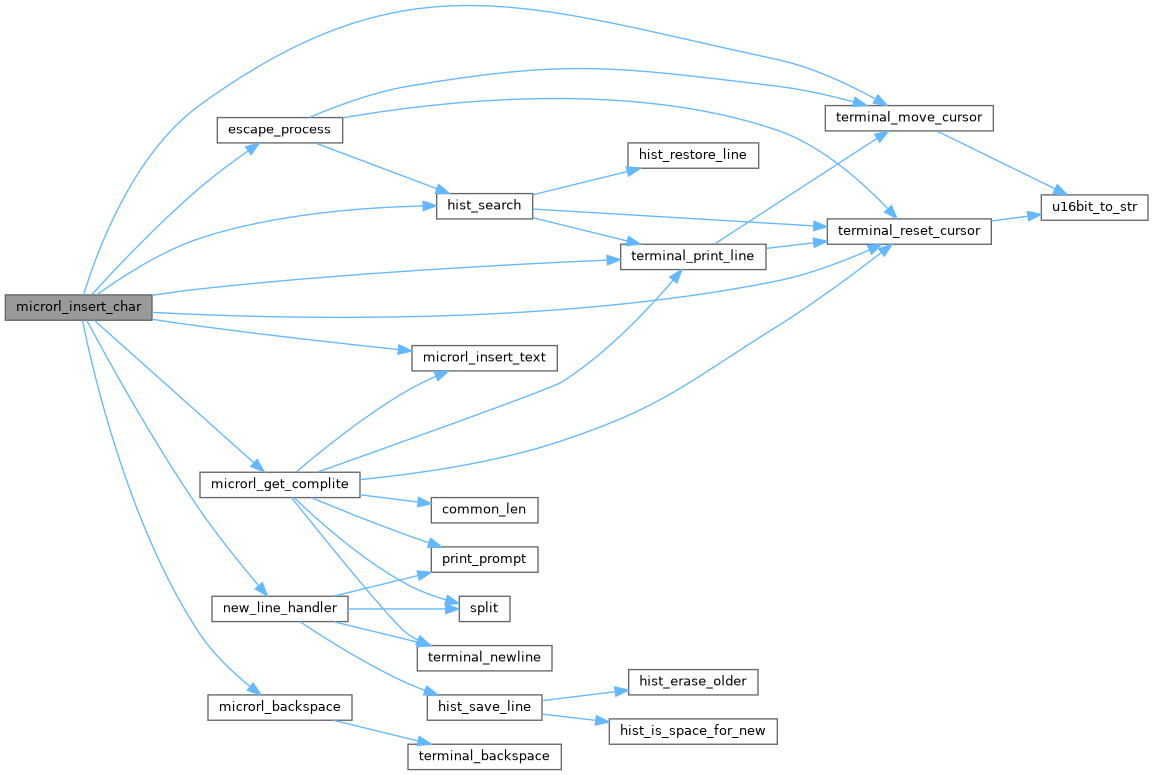 terminal_move_cursor
escape_process
hist_restore_line
hist_search
u16bit_to_str
terminal_reset_cursor
terminal_print_line
microrl_insert_char
microrl_insert_text
microrl_get_complite
common_len
print_prompt
new_line_handler
split
terminal_newline
hist_erase_older
microrl_backspace
hist_save_line
hist_is_space_for_new
terminal_backspace